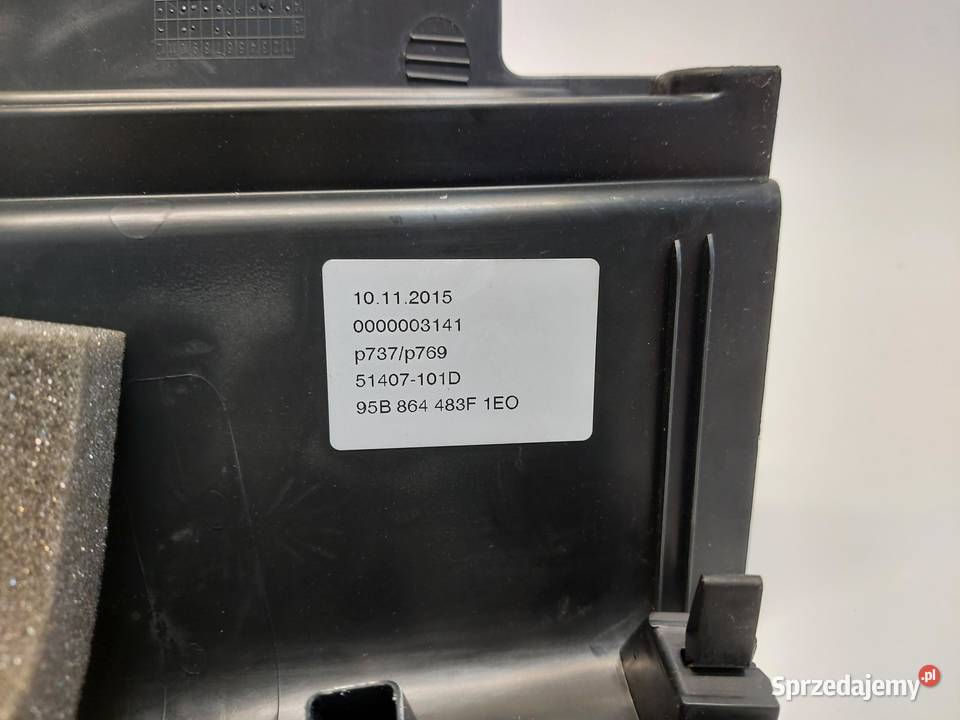 10.11.2015
0000003141
p737/p769
51407-101D
95B 864 483F 1EO
Sprzedajemy.pl